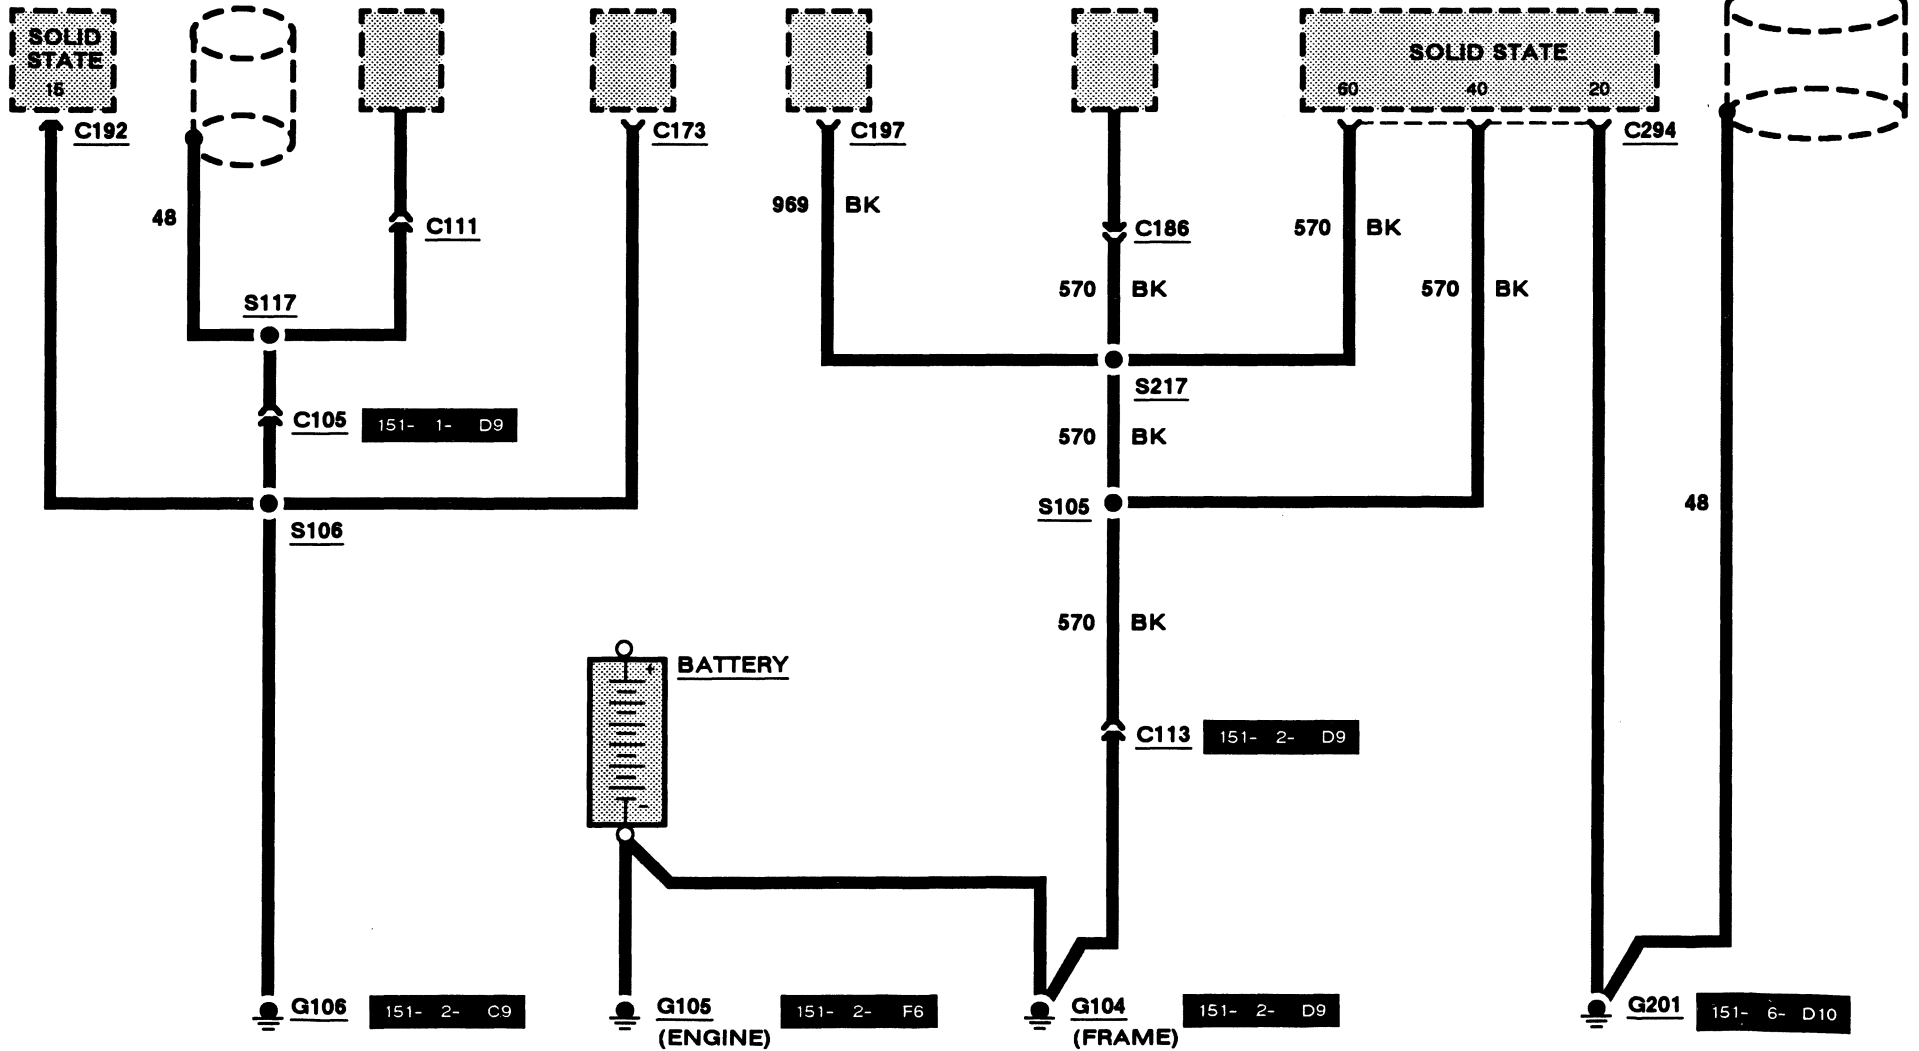 SOLID
STATE
15
C192
48
C111
C173
C197
969 BK
C186
SOLID STATE
60 40 20
C294
570 BK
570 BK
570 BK
S117
S217
C105 151- 1- D9
570 BK
S106
S105
48
570 BK
BATTERY
+
-
C113 151- 2- D9
G106 151- 2- C9
G105 151- 2- F6
(ENGINE)
G104 151- 2- D9
(FRAME)
G201 151- 6- D10